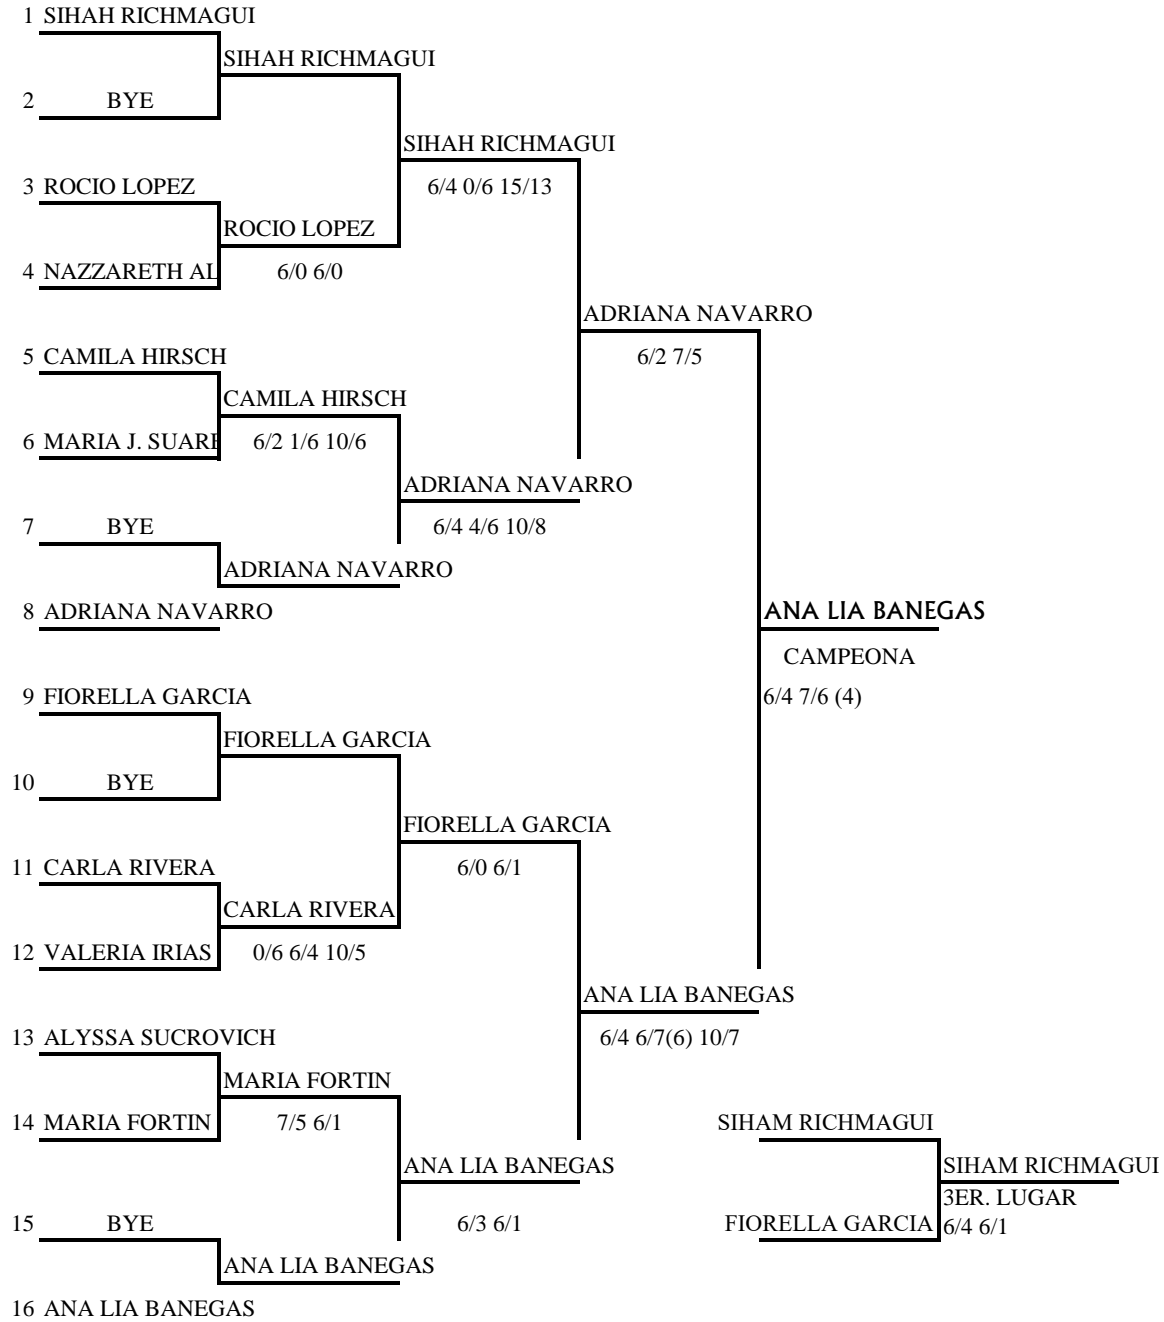 1 SIHAH RICHMAGUI
SIHAH RICHMAGUI
2 BYE
SIHAH RICHMAGUI
3 ROCIO LOPEZ
6/4 0/6 15/13
ROCIO LOPEZ
4 NAZZARETH AL
6/0 6/0
ADRIANA NAVARRO
5 CAMILA HIRSCH
6/2 7/5
CAMILA HIRSCH
6 MARIA J. SUARE
6/2 1/6 10/6
ADRIANA NAVARRO
7 BYE
6/4 4/6 10/8
ADRIANA NAVARRO
8 ADRIANA NAVARRO
ANA LIA BANEGAS
CAMPEONA
9 FIORELLA GARCIA
6/4 7/6 (4)
FIORELLA GARCIA
10 BYE
FIORELLA GARCIA
11 CARLA RIVERA
6/0 6/1
CARLA RIVERA
12 VALERIA IRIAS
0/6 6/4 10/5
ANA LIA BANEGAS
13 ALYSSA SUCROVICH
6/4 6/7(6) 10/7
MARIA FORTIN
14 MARIA FORTIN
7/5 6/1
SIHAM RICHMAGUI
ANA LIA BANEGAS
SIHAM RICHMAGUI
3ER. LUGAR
15 BYE
6/3 6/1
FIORELLA GARCIA
6/4 6/1
ANA LIA BANEGAS
16 ANA LIA BANEGAS